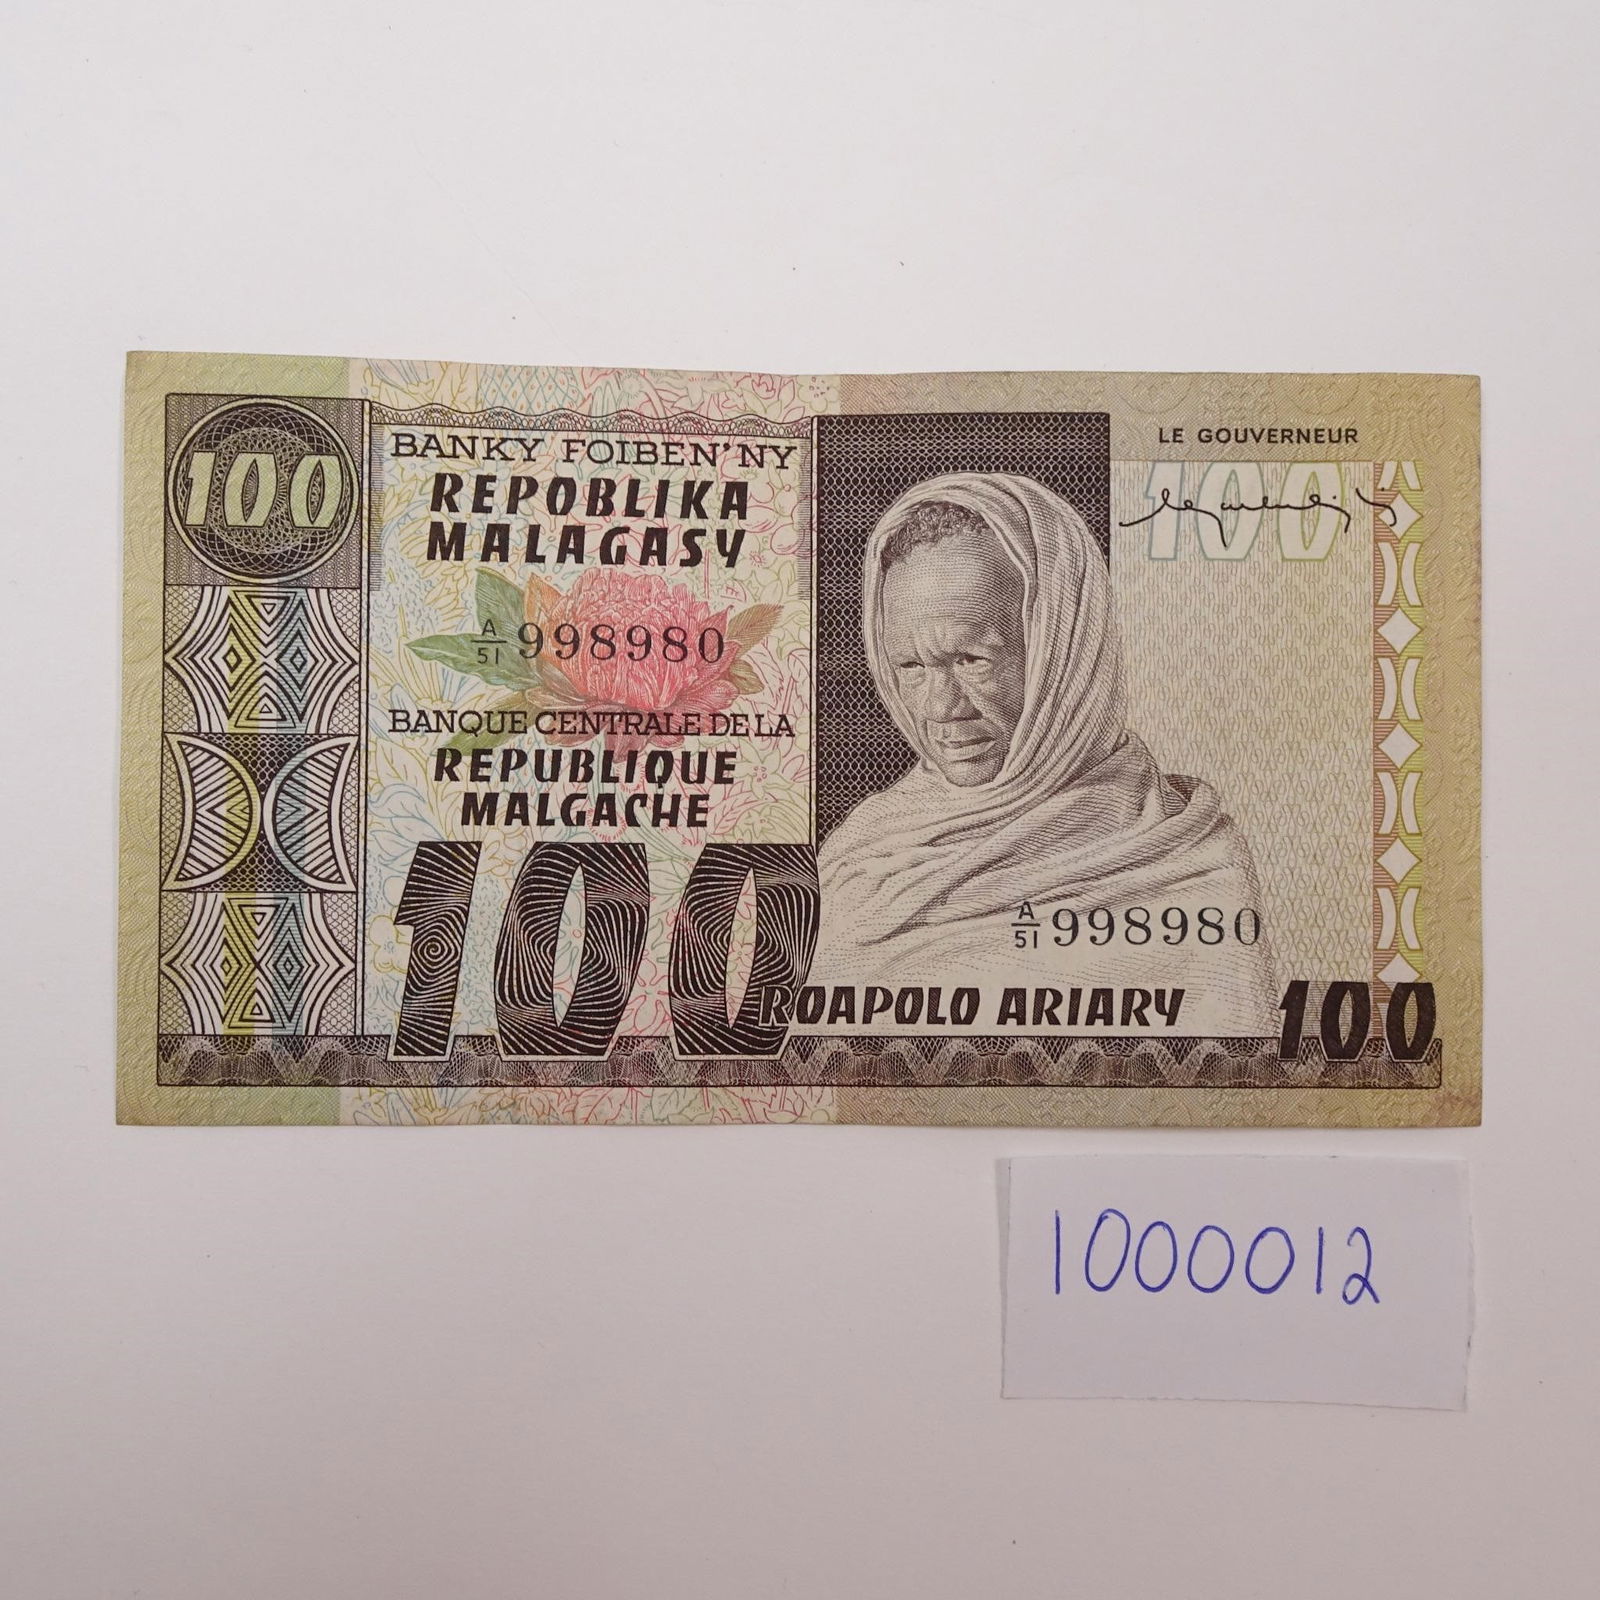 100
BANKY FOIBEN'NY
REPOBLIKA
MALAGASY
A/51 998980
BANQUE CENTRALE DE LA
REPUBLIQUE
MALGACHE
100
LE GOUVERNEUR
100
A/51 998980
ROAPOLO ARIARY
100
1000012